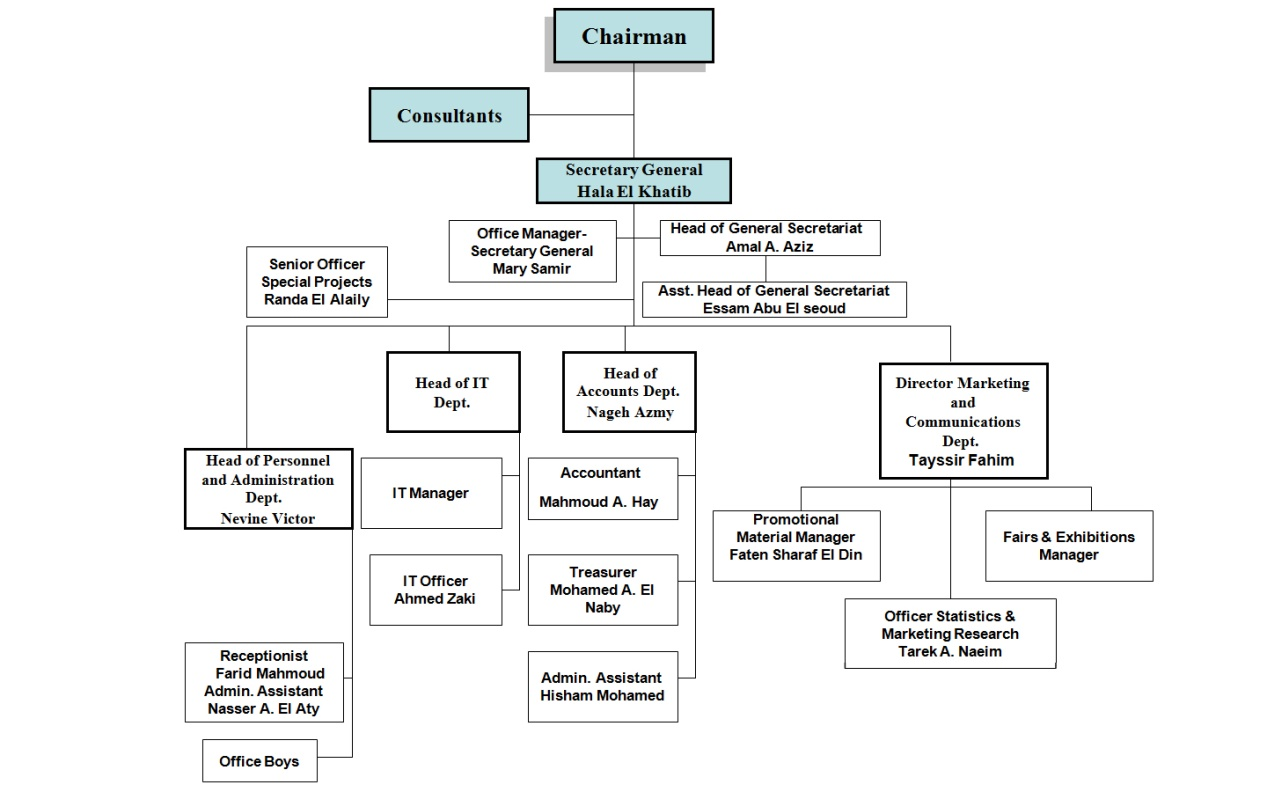 Chairman
Consultants
Secretary General
Hala El Khatib
Office Manager-
Secretary General
Mary Samir
Head of General Secretariat
Amal A. Aziz
Senior Officer
Special Projects
Randa El Alaily
Asst. Head of General Secretariat
Essam Abu El seoud
Head of IT
Dept.
Head of
Accounts Dept.
Nageh Azmy
Director Marketing
and
Communications
Dept.
Tayssir Fahim
Head of Personnel
and Administration
Dept.
Nevine Victor
IT Manager
Accountant
Mahmoud A. Hay
Promotional
Material Manager
Faten Sharaf El Din
Fairs & Exhibitions
Manager
IT Officer
Ahmed Zaki
Treasurer
Mohamed A. El
Naby
Officer Statistics &
Marketing Research
Tarek A. Naeim
Receptionist
Farid Mahmoud
Admin. Assistant
Nasser A. El Aty
Admin. Assistant
Hisham Mohamed
Office Boys